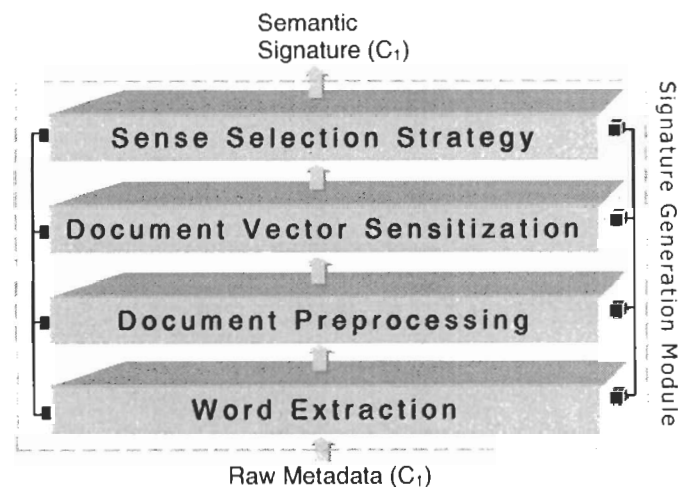 Semantic
Signature (C₁)
Sense Selection Strategy
Document Vector Sensitization
Document Preprocessing
Word Extraction
Raw Metadata (C₁)
Signature Generation Module